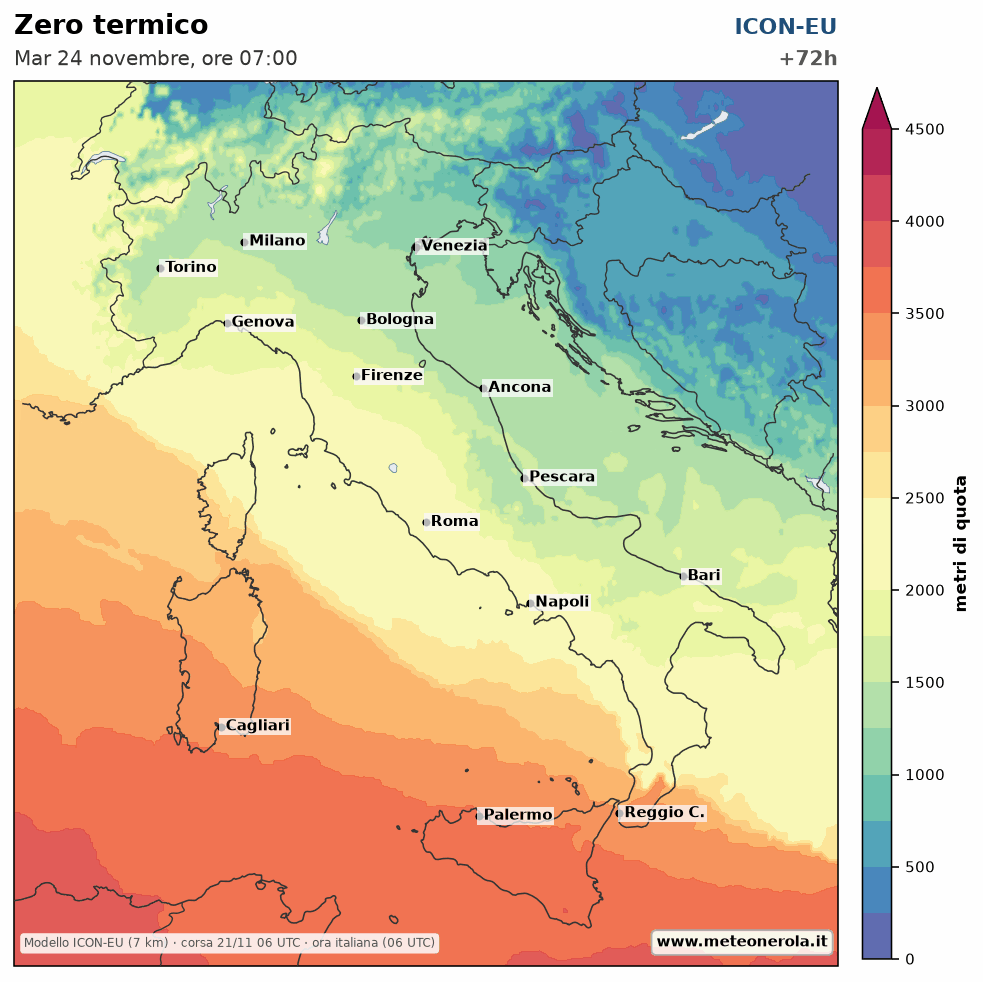 Zero termico
ICON-EU
Mar 24 novembre, ore 07:00
+72h
4500
4000
3500
3000
2500
2000
1500
1000
500
0
metri di quota
Milano
Venezia
Torino
Genova
Bologna
Firenze
Ancona
Pescara
Roma
Bari
Napoli
Cagliari
Palermo
Reggio C.
Modello ICON-EU (7 km) · corsa 21/11 06 UTC · ora italiana (06 UTC)
www.meteonerola.it